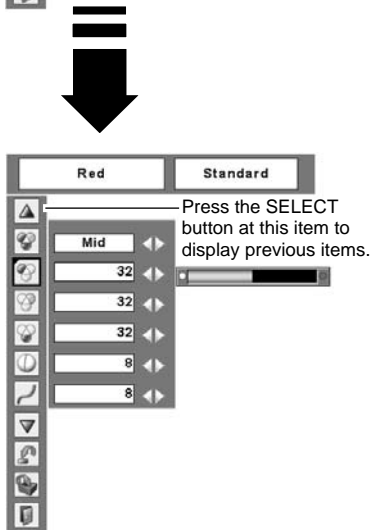 Red Standard
Press the SELECT
button at this item to
display previous items.
Mid
32
32
32
8
8